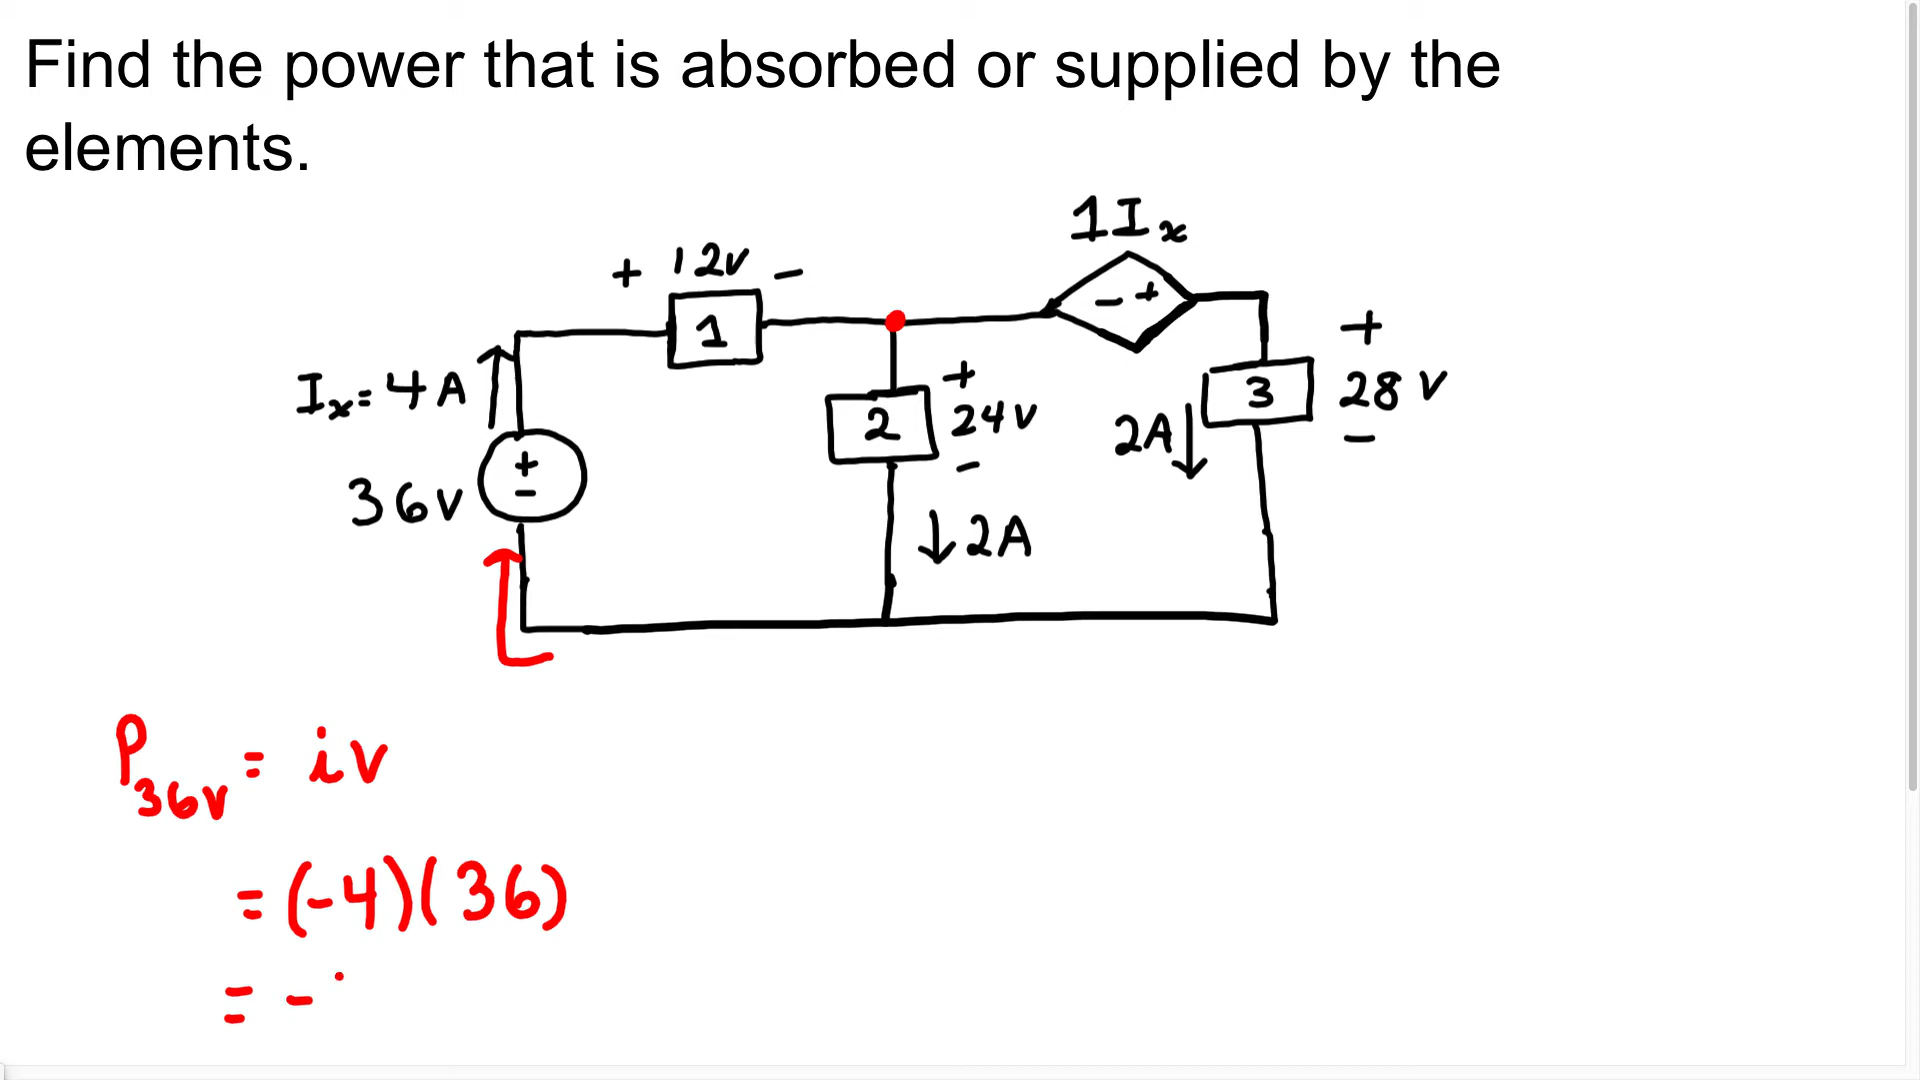 Find the power that is absorbed or supplied by the
elements.
1Iₓ
+ 12v -
1
- +
+
28 v
-
3
Iₓ = 4 A
+
24v
-
2
2A
36v
+
-
2A
P₃₆ᵥ = iv
= (-4)(36)
= -